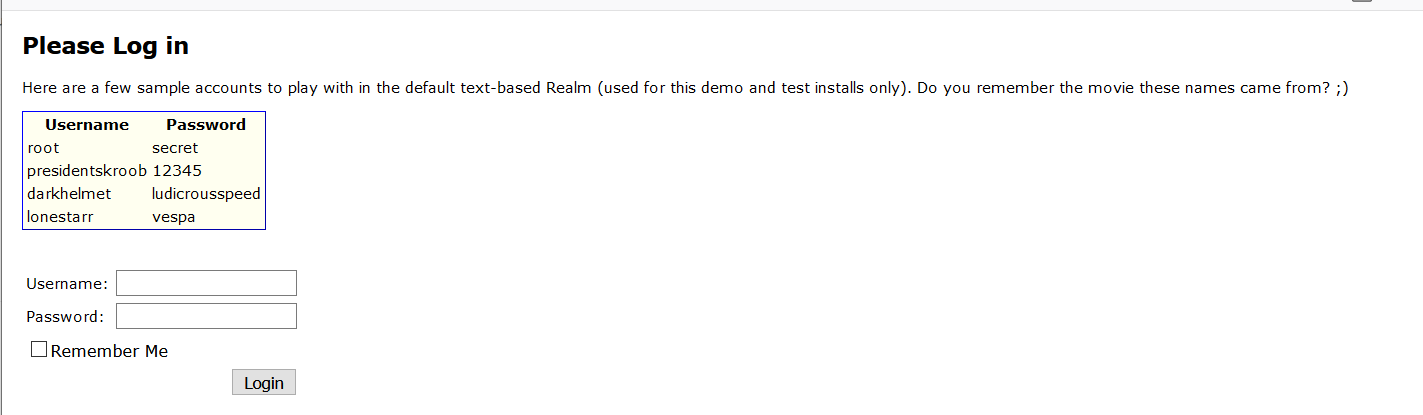 Please Log in
Here are a few sample accounts to play with in the default text-based Realm (used for this demo and test installs only). Do you remember the movie these names came from? ;)
Username Password
root secret
presidentskroob 12345
darkhelmet ludicrousspeed
lonestarr vespa
Username:
Password:
Remember Me
Login